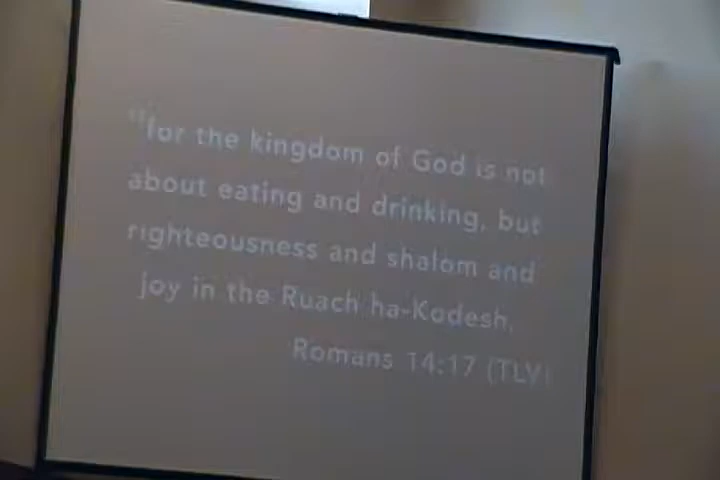 "for the kingdom of God is not
about eating and drinking, but
righteousness and shalom and
joy in the Ruach ha-Kodesh.
Romans 14:17 (TLV)